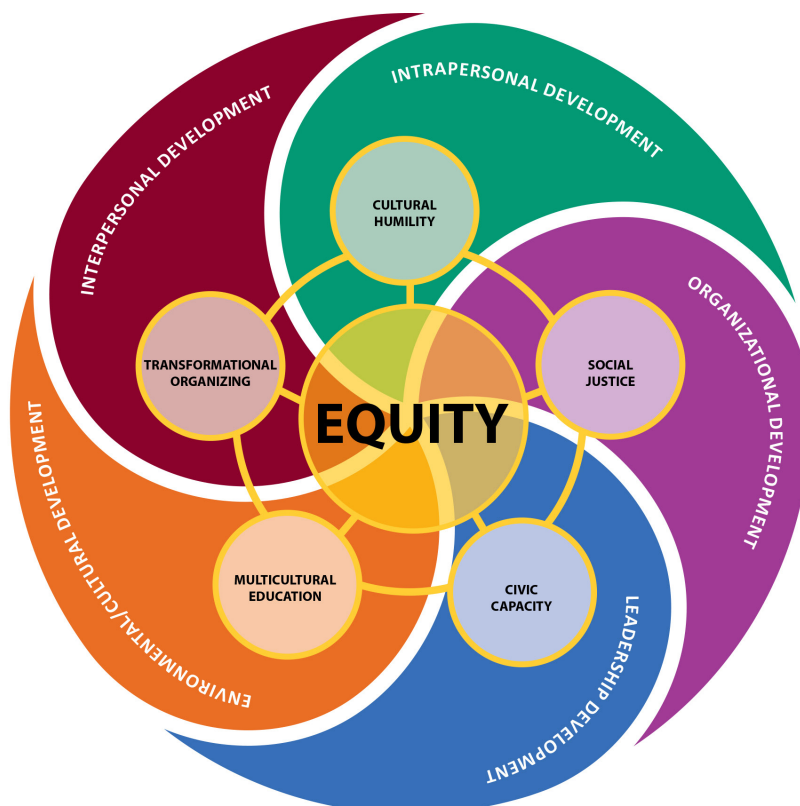 INTRAPERSONAL DEVELOPMENT
INTERPERSONAL DEVELOPMENT
ORGANIZATIONAL DEVELOPMENT
CULTURAL
HUMILITY
TRANSFORMATIONAL
ORGANIZING
SOCIAL
JUSTICE
EQUITY
MULTICULTURAL
EDUCATION
CIVIC
CAPACITY
ENVIRONMENTAL/CULTURAL DEVELOPMENT
LEADERSHIP DEVELOPMENT